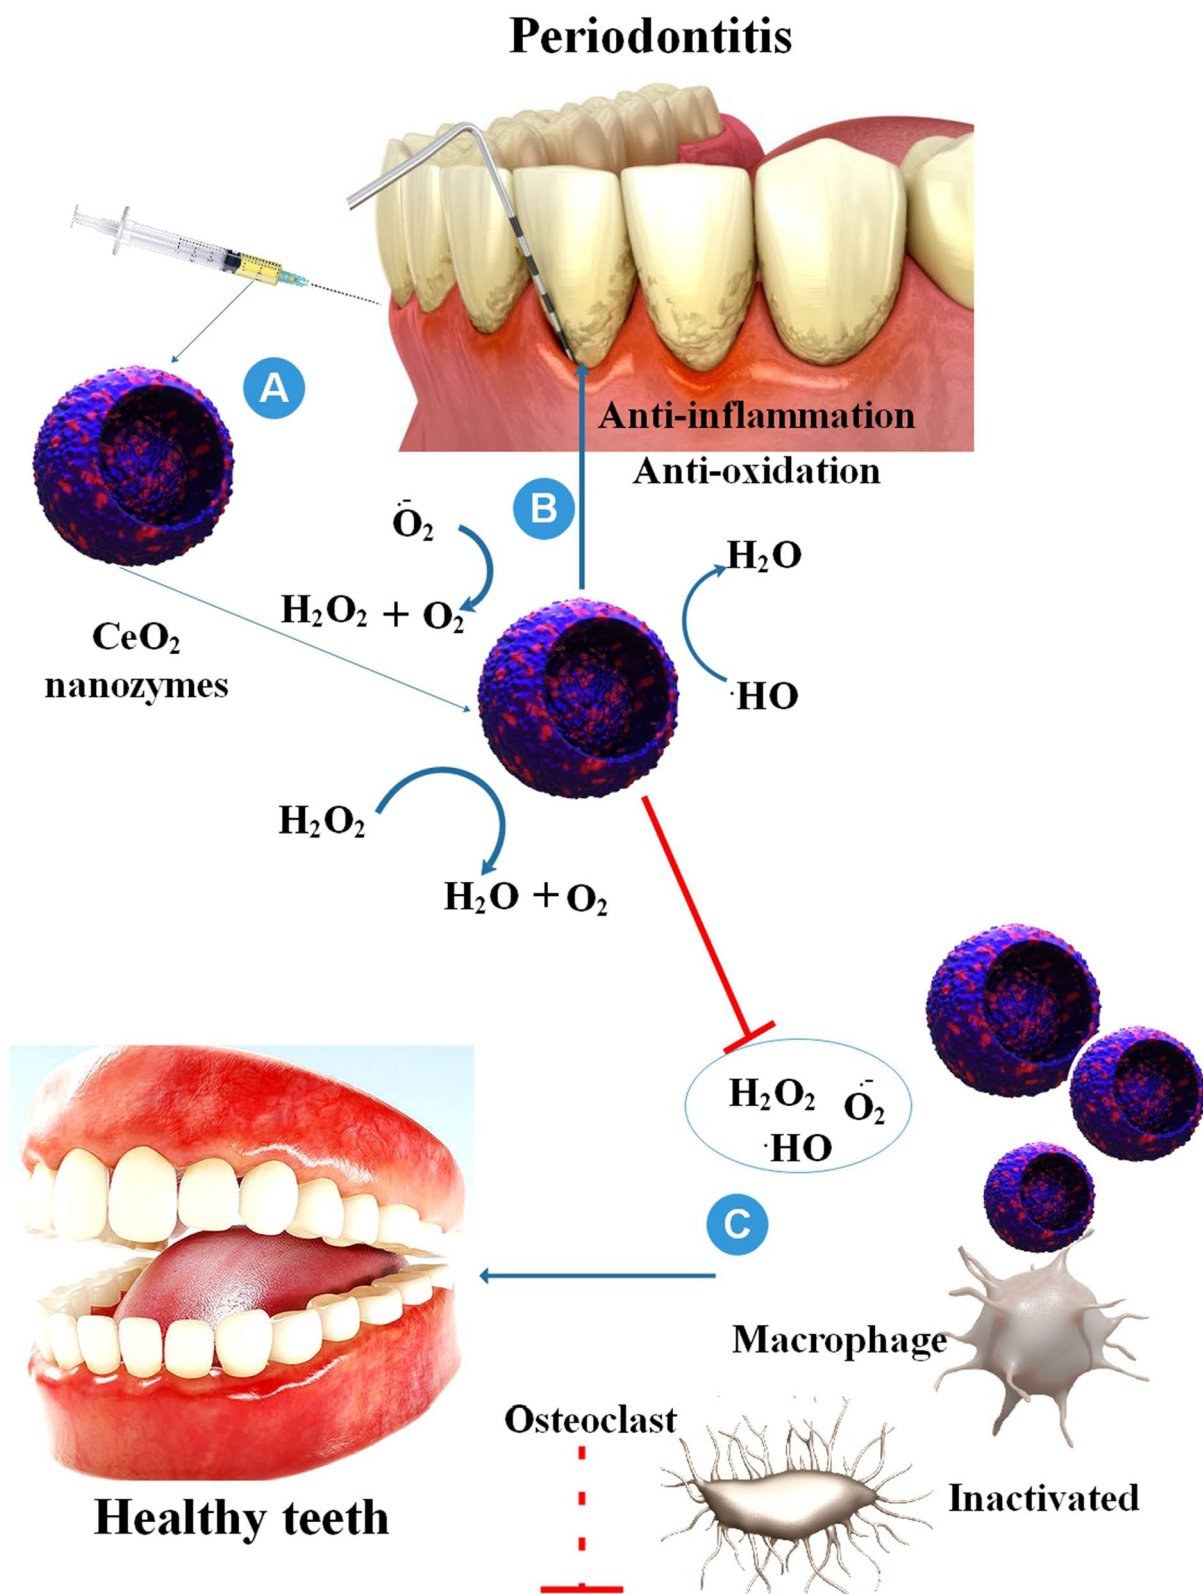 Periodontitis
A
Anti-inflammation
Anti-oxidation
B
·O₂⁻
H₂O
H₂O₂ + O₂
CeO₂
nanozymes
·HO
H₂O₂
H₂O + O₂
H₂O₂ ·O₂⁻
·HO
C
Macrophage
Osteoclast
Inactivated
Healthy teeth